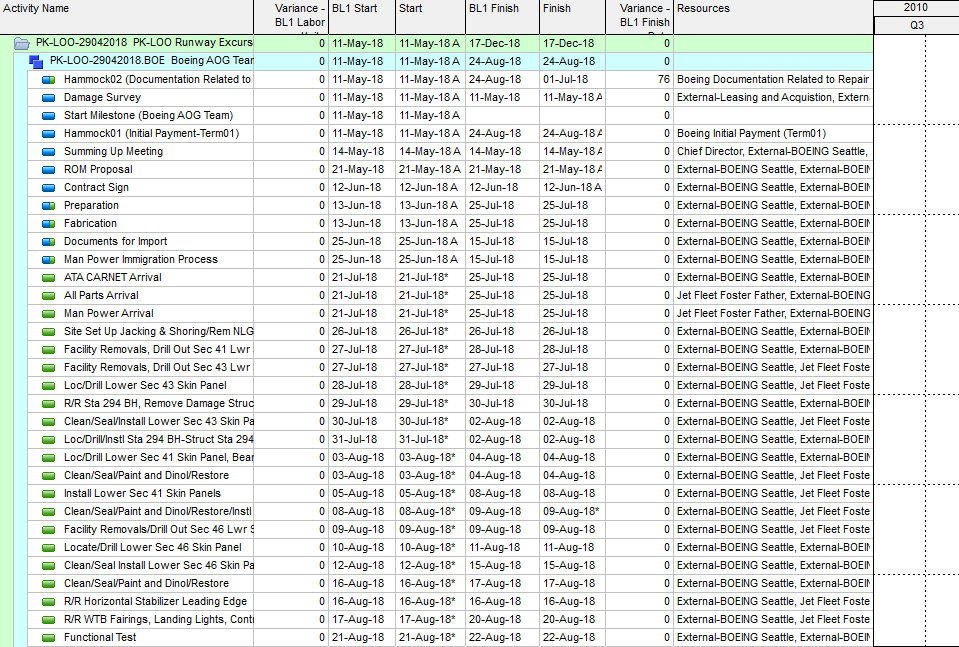 Activity Name Variance - BL1 Start Start BL1 Finish Finish Variance - Resources 2010
BL1 Labor BL1 Finish Q3
PK-LOO-29042018 PK-LOO Runway Excurs 0 11-May-18 11-May-18 A 17-Dec-18 17-Dec-18 0
PK-LOO-29042018.BOE Boeing AOG Tear 0 11-May-18 11-May-18 A 24-Aug-18 24-Aug-18 0
Hammock02 (Documentation Related to 0 11-May-18 11-May-18 A 24-Aug-18 01-Jul-18 76 Boeing Documentation Related to Repair
Damage Survey 0 11-May-18 11-May-18 A 11-May-18 11-May-18 A 0 External-Leasing and Acquistion, Extern
Start Milestone (Boeing AOG Team) 0 11-May-18 11-May-18 A 0
Hammock01 (Initial Payment-Term01) 0 11-May-18 11-May-18 A 24-Aug-18 24-Aug-18 A 0 Boeing Initial Payment (Term01)
Summing Up Meeting 0 14-May-18 14-May-18 A 14-May-18 14-May-18 A 0 Chief Director, External-BOEING Seattle,
ROM Proposal 0 21-May-18 21-May-18 A 21-May-18 21-May-18 A 0 External-BOEING Seattle, External-BOEIN
Contract Sign 0 12-Jun-18 12-Jun-18 A 12-Jun-18 12-Jun-18 A 0 External-BOEING Seattle, External-BOEIN
Preparation 0 13-Jun-18 13-Jun-18 A 25-Jul-18 25-Jul-18 0 External-BOEING Seattle, External-BOEIN
Fabrication 0 13-Jun-18 13-Jun-18 A 25-Jul-18 25-Jul-18 0 External-BOEING Seattle, External-BOEIN
Documents for Import 0 25-Jun-18 25-Jun-18 A 15-Jul-18 15-Jul-18 0 External-BOEING Seattle, External-BOEIN
Man Power Immigration Process 0 25-Jun-18 25-Jun-18 A 15-Jul-18 15-Jul-18 0 External-BOEING Seattle, External-BOEIN
ATA CARNET Arrival 0 21-Jul-18 21-Jul-18* 25-Jul-18 25-Jul-18 0 External-BOEING Seattle, External-BOEIN
All Parts Arrival 0 21-Jul-18 21-Jul-18* 25-Jul-18 25-Jul-18 0 Jet Fleet Foster Father, External-BOEING
Man Power Arrival 0 21-Jul-18 21-Jul-18* 25-Jul-18 25-Jul-18 0 Jet Fleet Foster Father, External-BOEING
Site Set Up Jacking & Shoring/Rem NLG 0 26-Jul-18 26-Jul-18* 26-Jul-18 26-Jul-18 0 External-BOEING Seattle, External-BOEIN
Facility Removals, Drill Out Sec 41 Lwr 0 27-Jul-18 27-Jul-18* 28-Jul-18 28-Jul-18 0 External-BOEING Seattle, External-BOEIN
Facility Removals, Drill Out Sec 43 Lwr 0 27-Jul-18 27-Jul-18* 27-Jul-18 27-Jul-18 0 External-BOEING Seattle, Jet Fleet Foste
Loc/Drill Lower Sec 43 Skin Panel 0 28-Jul-18 28-Jul-18* 29-Jul-18 29-Jul-18 0 External-BOEING Seattle, Jet Fleet Foste
R/R Sta 294 BH, Remove Damage Struc 0 29-Jul-18 29-Jul-18* 30-Jul-18 30-Jul-18 0 External-BOEING Seattle, External-BOEIN
Clean/Seal/Install Lower Sec 43 Skin Pa 0 30-Jul-18 30-Jul-18* 02-Aug-18 02-Aug-18 0 External-BOEING Seattle, Jet Fleet Foste
Loc/Drill/Instl Sta 294 BH-Struct Sta 294 0 31-Jul-18 31-Jul-18* 02-Aug-18 02-Aug-18 0 External-BOEING Seattle, External-BOEIN
Loc/Drill Lower Sec 41 Skin Panel, Bear 0 03-Aug-18 03-Aug-18* 04-Aug-18 04-Aug-18 0 External-BOEING Seattle, External-BOEIN
Clean/Seal/Paint and Dinol/Restore 0 03-Aug-18 03-Aug-18* 04-Aug-18 04-Aug-18 0 External-BOEING Seattle, Jet Fleet Foste
Install Lower Sec 41 Skin Panels 0 05-Aug-18 05-Aug-18* 08-Aug-18 08-Aug-18 0 External-BOEING Seattle, External-BOEIN
Clean/Seal/Paint and Dinol/Restore/Instl 0 08-Aug-18 08-Aug-18* 09-Aug-18 09-Aug-18* 0 External-BOEING Seattle, External-BOEIN
Facility Removals/Drill Out Sec 46 Lwr S 0 09-Aug-18 09-Aug-18* 09-Aug-18 09-Aug-18 0 External-BOEING Seattle, Jet Fleet Foste
Locate/Drill Lower Sec 46 Skin Panel 0 10-Aug-18 10-Aug-18* 11-Aug-18 11-Aug-18 0 External-BOEING Seattle, External-BOEIN
Clean/Seal Install Lower Sec 46 Skin Pa 0 12-Aug-18 12-Aug-18* 15-Aug-18 15-Aug-18 0 External-BOEING Seattle, External-BOEIN
Clean/Seal/Paint and Dinol/Restore 0 16-Aug-18 16-Aug-18* 17-Aug-18 17-Aug-18 0 External-BOEING Seattle, External-BOEIN
R/R Horizontal Stabilizer Leading Edge 0 16-Aug-18 16-Aug-18* 16-Aug-18 16-Aug-18 0 External-BOEING Seattle, Jet Fleet Foste
R/R WTB Fairings, Landing Lights, Contr 0 17-Aug-18 17-Aug-18* 20-Aug-18 20-Aug-18 0 External-BOEING Seattle, Jet Fleet Foste
Functional Test 0 21-Aug-18 21-Aug-18* 22-Aug-18 22-Aug-18 0 External-BOEING Seattle, External-BOEIN